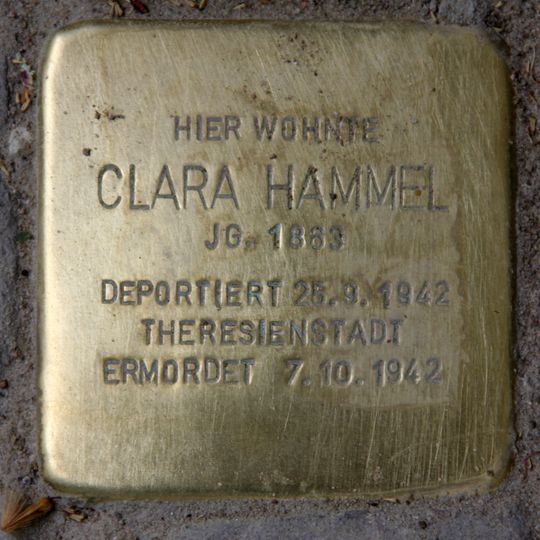 HIER WOHNTE
CLARA HAMMEL
JG. 1863
DEPORTIERT 25.9.1942
THERESIENSTADT
ERMORDET 7.10.1942